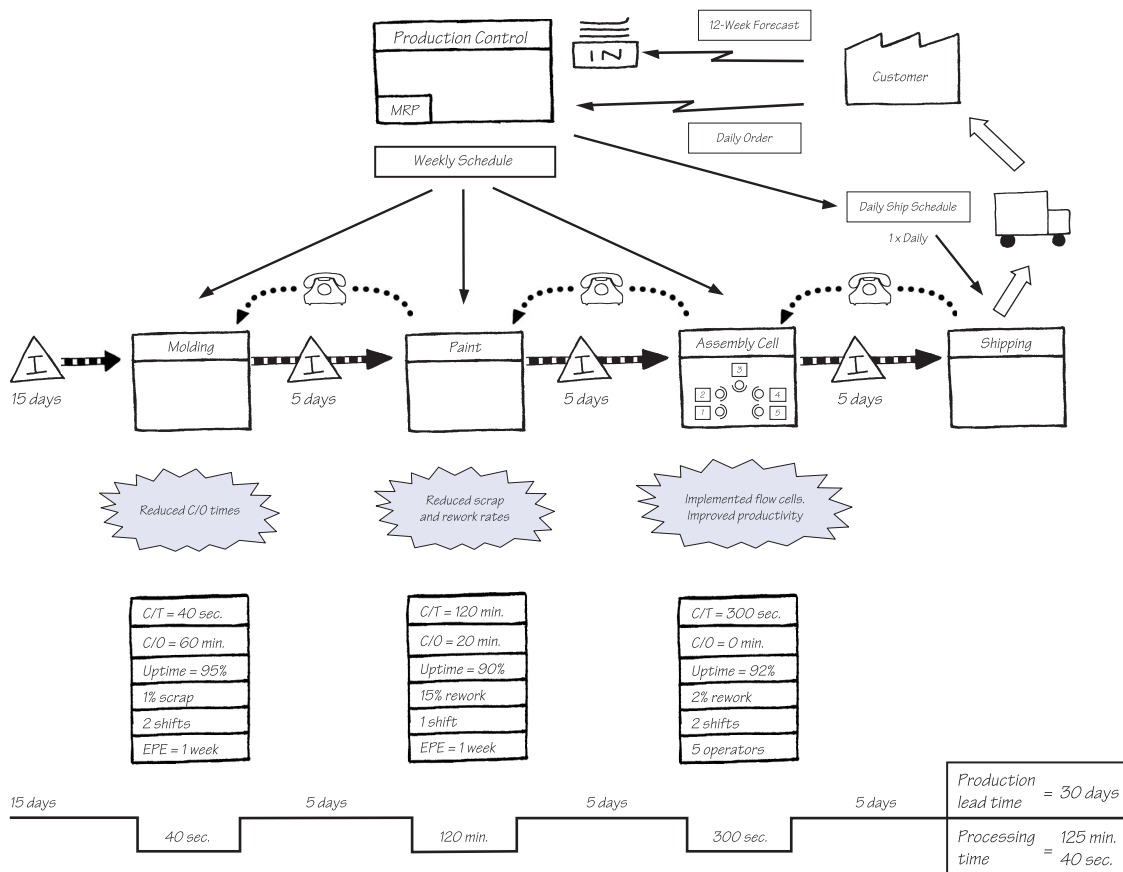 Production Control
MRP
IN
12-Week Forecast
Customer
Daily Order
Weekly Schedule
Daily Ship Schedule
1 x Daily
I
15 days
Molding
I
5 days
Paint
I
5 days
Assembly Cell
3
2
4
1
5
I
5 days
Shipping
Reduced C/O times
Reduced scrap
and rework rates
Implemented flow cells.
Improved productivity
C/T = 40 sec.
C/O = 60 min.
Uptime = 95%
1% scrap
2 shifts
EPE = 1 week
C/T = 120 min.
C/O = 20 min.
Uptime = 90%
15% rework
1 shift
EPE = 1 week
C/T = 300 sec.
C/O = 0 min.
Uptime = 92%
2% rework
2 shifts
5 operators
15 days
40 sec.
5 days
120 min.
5 days
300 sec.
5 days
Production
lead time = 30 days
Processing
time = 125 min.
40 sec.